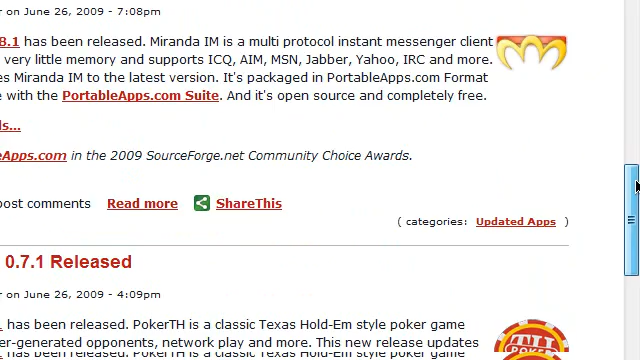 r on June 26, 2009 - 7:08pm
8.1 has been released. Miranda IM is a multi protocol instant messenger client
very little memory and supports ICQ, AIM, MSN, Jabber, Yahoo, IRC and more.
es Miranda IM to the latest version. It's packaged in PortableApps.com Format
e with the PortableApps.com Suite. And it's open source and completely free.
ls...
eApps.com in the 2009 SourceForge.net Community Choice Awards.
post comments Read more ShareThis
( categories: Updated Apps )
0.7.1 Released
r on June 26, 2009 - 4:09pm
1 has been released. PokerTH is a classic Texas Hold-Em style poker game
er-generated opponents, network play and more. This new release updates
has been released. PokerTH is a classic Texas Hold-Em style poker game
TH
POKER